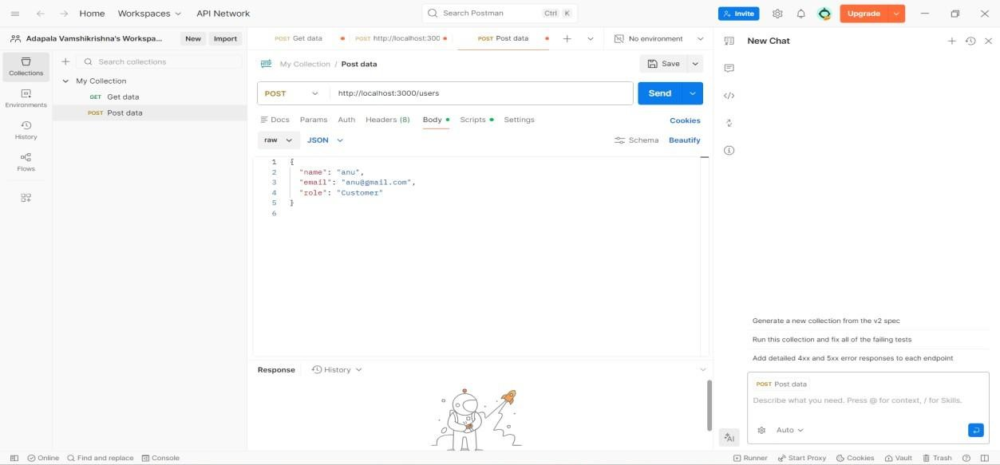 Home
Workspaces
API Network
Search Postman
Ctrl K
Invite
Upgrade
Adapala Vamshikrishna's Workspa...
New
Import
POST Get data
POST http://localhost:300
POST Post data
No environment
New Chat
Collections
Environments
History
Flows
Search collections
My Collection
GET Get data
POST Post data
HTTP
My Collection / Post data
Save
POST
http://localhost:3000/users
Send
Docs
Params
Auth
Headers (8)
Body
Scripts
Settings
Cookies
raw
JSON
Schema
Beautify
1 {
2 "name": "anu",
3 "email": "anu@gmail.com",
4 "role": "Customer"
5 }
6
Response
History
Generate a new collection from the v2 spec
Run this collection and fix all of the failing tests
Add detailed 4xx and 5xx error responses to each endpoint
POST Post data
Describe what you need. Press @ for context, / for Skills.
Auto
AI
Online
Find and replace
Console
Runner
Start Proxy
Cookies
Vault
Trash